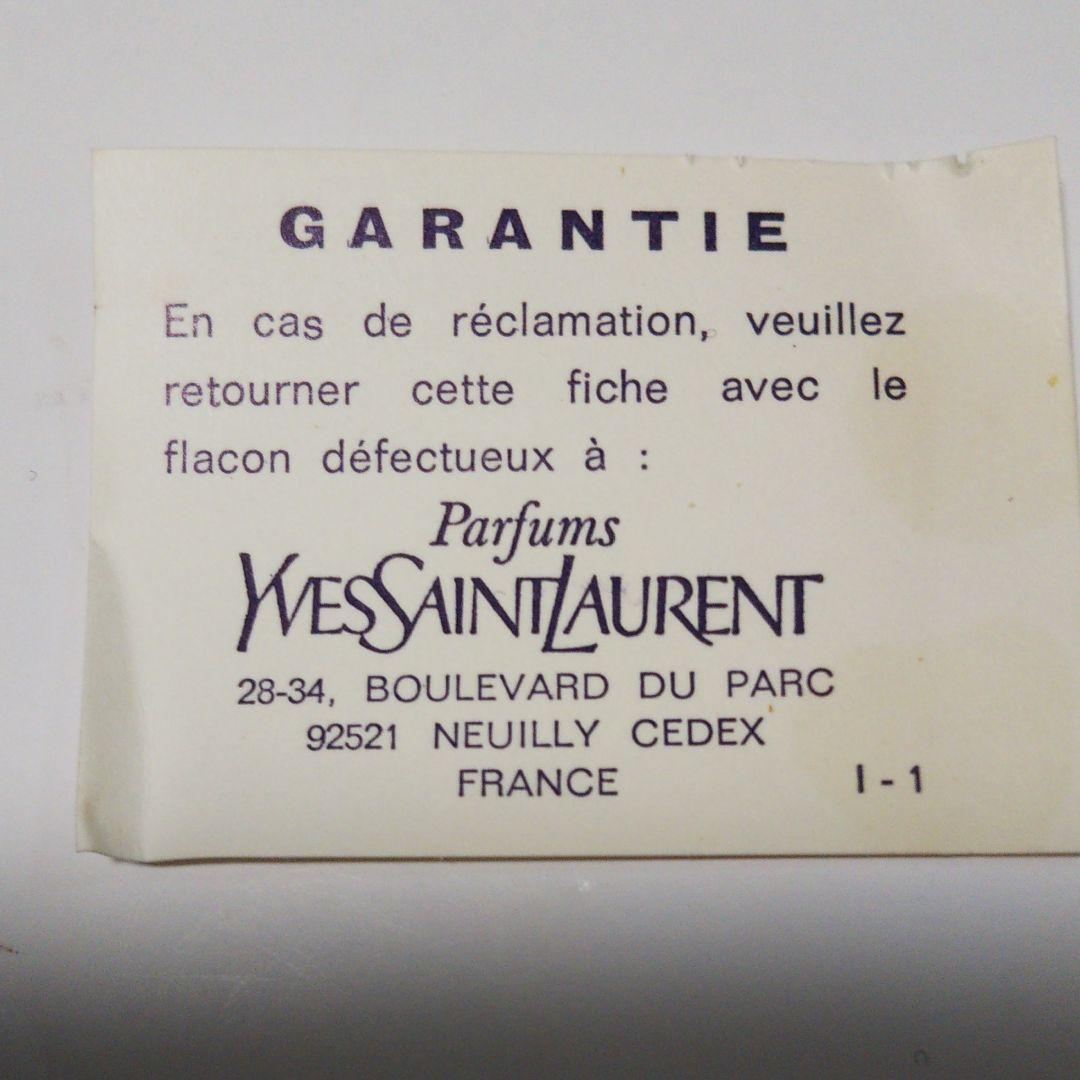 GARANTIE
En cas de réclamation, veuillez
retourner cette fiche avec le
flacon défectueux à :
Parfums
YVESSAINTLAURENT
28-34, BOULEVARD DU PARC
92521 NEUILLY CEDEX
FRANCE I - 1